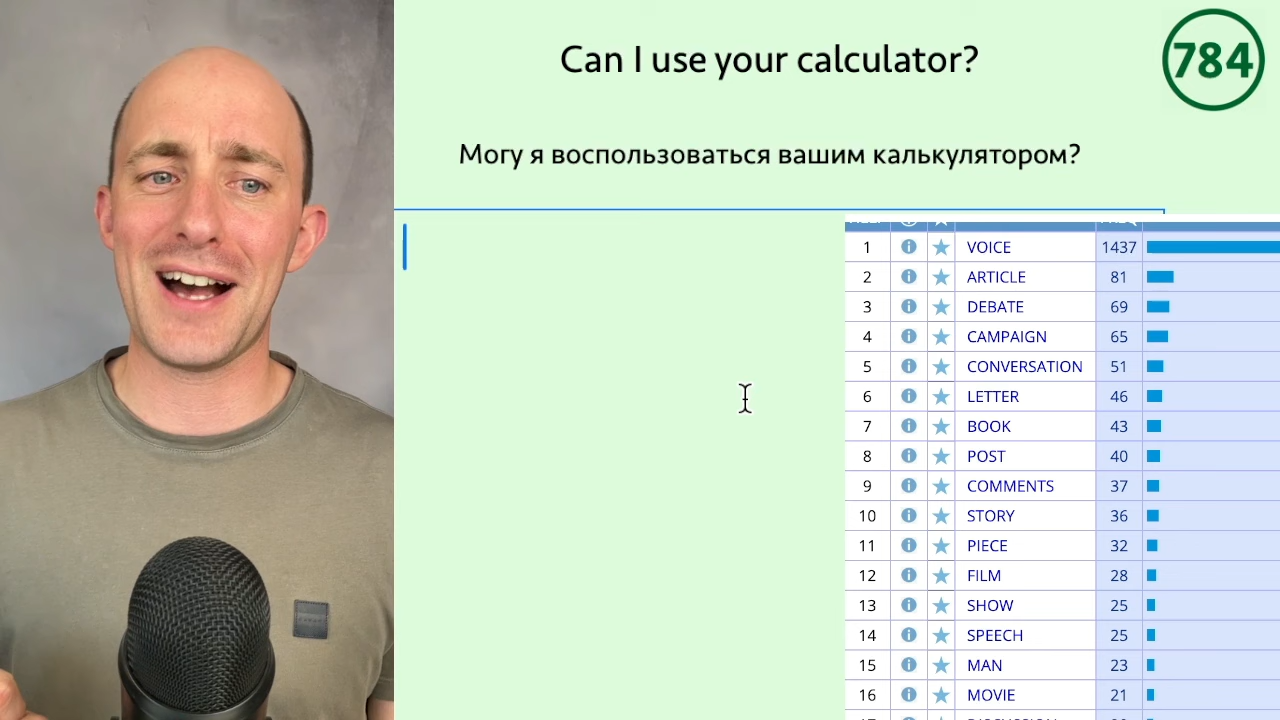 Can I use your calculator?
784
Могу я воспользоваться вашим калькулятором?
1 VOICE 1437
2 ARTICLE 81
3 DEBATE 69
4 CAMPAIGN 65
5 CONVERSATION 51
6 LETTER 46
7 BOOK 43
8 POST 40
9 COMMENTS 37
10 STORY 36
11 PIECE 32
12 FILM 28
13 SHOW 25
14 SPEECH 25
15 MAN 23
16 MOVIE 21